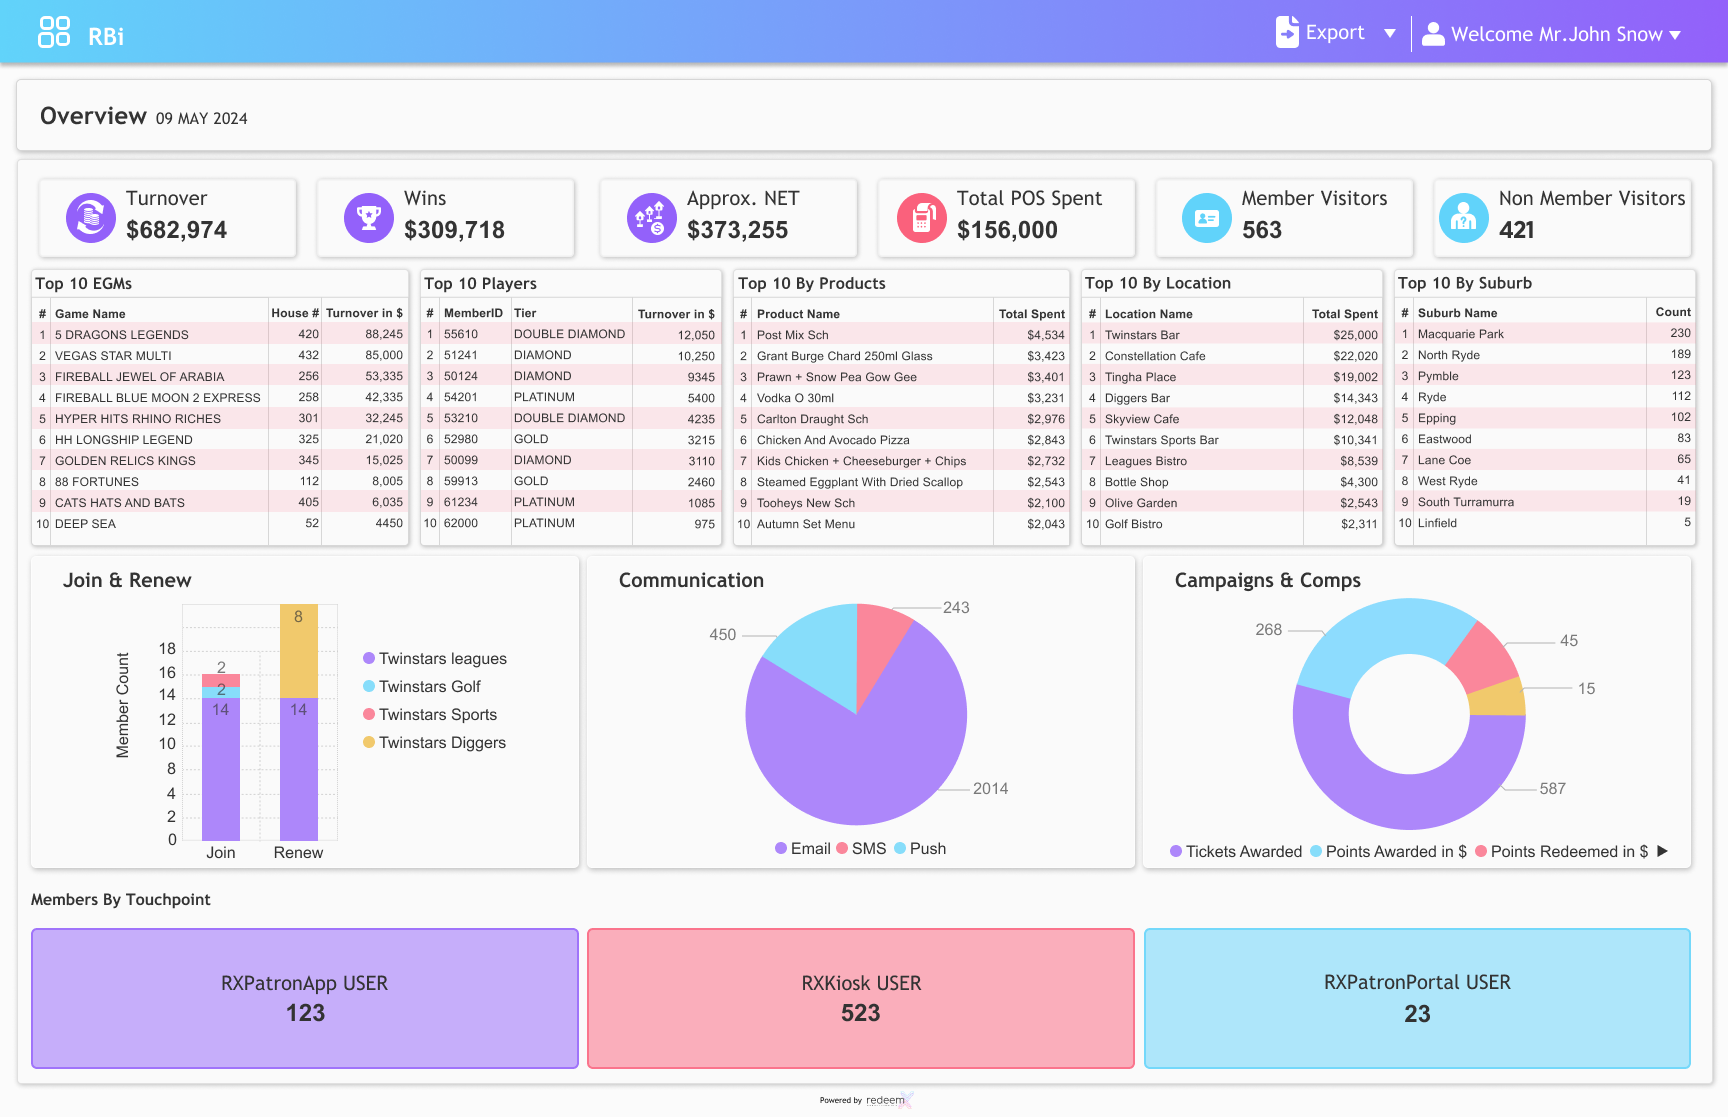 RBi
Export
Welcome Mr.John Snow
Overview 09 MAY 2024
Turnover
$682,974
Wins
$309,718
Approx. NET
$373,255
Total POS Spent
$156,000
Member Visitors
563
Non Member Visitors
421
Top 10 EGMs
# Game Name House # Turnover in $
1 5 DRAGONS LEGENDS 420 88,245
2 VEGAS STAR MULTI 432 85,000
3 FIREBALL JEWEL OF ARABIA 256 53,335
4 FIREBALL BLUE MOON 2 EXPRESS 258 42,335
5 HYPER HITS RHINO RICHES 301 32,245
6 HH LONGSHIP LEGEND 325 21,020
7 GOLDEN RELICS KINGS 345 15,025
8 88 FORTUNES 112 8,005
9 CATS HATS AND BATS 405 6,035
10 DEEP SEA 52 4450
Top 10 Players
# MemberID Tier Turnover in $
1 55610 DOUBLE DIAMOND 12,050
2 51241 DIAMOND 10,250
3 50124 DIAMOND 9345
4 54201 PLATINUM 5400
5 53210 DOUBLE DIAMOND 4235
6 52980 GOLD 3215
7 50099 DIAMOND 3110
8 59913 GOLD 2460
9 61234 PLATINUM 1085
10 62000 PLATINUM 975
Top 10 By Products
# Product Name Total Spent
1 Post Mix Sch $4,534
2 Grant Burge Chard 250ml Glass $3,423
3 Prawn + Snow Pea Gow Gee $3,401
4 Vodka O 30ml $3,231
5 Carlton Draught Sch $2,976
6 Chicken And Avocado Pizza $2,843
7 Kids Chicken + Cheeseburger + Chips $2,732
8 Steamed Eggplant With Dried Scallop $2,543
9 Tooheys New Sch $2,100
10 Autumn Set Menu $2,043
Top 10 By Location
# Location Name Total Spent
1 Twinstars Bar $25,000
2 Constellation Cafe $22,020
3 Tingha Place $19,002
4 Diggers Bar $14,343
5 Skyview Cafe $12,048
6 Twinstars Sports Bar $10,341
7 Leagues Bistro $8,539
8 Bottle Shop $4,300
9 Olive Garden $2,543
10 Golf Bistro $2,311
Top 10 By Suburb
# Suburb Name Count
1 Macquarie Park 230
2 North Ryde 189
3 Pymble 123
4 Ryde 112
5 Epping 102
6 Eastwood 83
7 Lane Coe 65
8 West Ryde 41
9 South Turramurra 19
10 Linfield 5
Join & Renew
Member Count
18
16
14
12
10
8
6
4
2
0
2
2
14
8
14
Join Renew
Twinstars leagues
Twinstars Golf
Twinstars Sports
Twinstars Diggers
Communication
243
450
2014
Email SMS Push
Campaigns & Comps
268
45
15
587
Tickets Awarded Points Awarded in $ Points Redeemed in $
Members By Touchpoint
RXPatronApp USER
123
RXKiosk USER
523
RXPatronPortal USER
23
Powered by redeemX